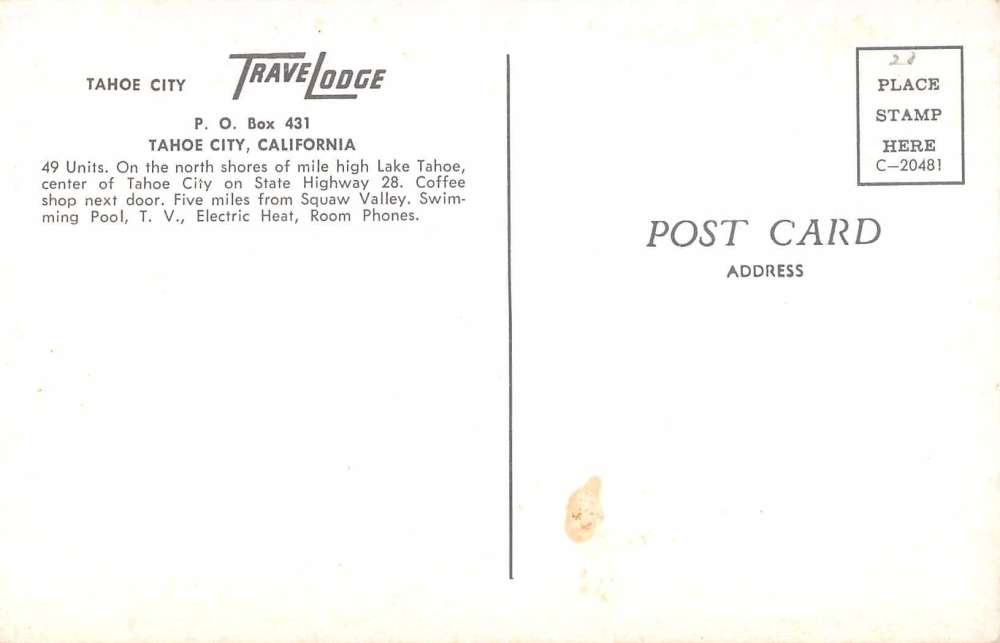 TAHOE CITY TRAVELODGE
P. O. Box 431
TAHOE CITY, CALIFORNIA
49 Units. On the north shores of mile high Lake Tahoe,
center of Tahoe City on State Highway 28. Coffee
shop next door. Five miles from Squaw Valley. Swim-
ming Pool, T. V., Electric Heat, Room Phones.
28
PLACE
STAMP
HERE
C-20481
POST CARD
ADDRESS